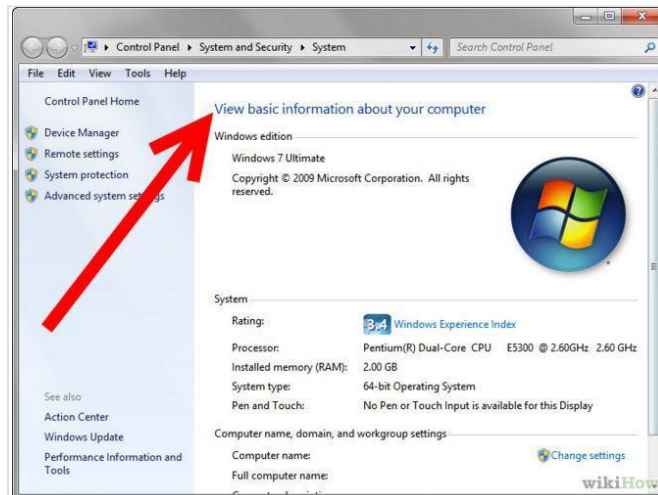 Control Panel ▸ System and Security ▸ System
Search Control Panel
File Edit View Tools Help
Control Panel Home
Device Manager
Remote settings
System protection
Advanced system settings
See also
Action Center
Windows Update
Performance Information and
Tools
View basic information about your computer
Windows edition
Windows 7 Ultimate
Copyright © 2009 Microsoft Corporation. All rights
reserved.
System
Rating: 3,4 Windows Experience Index
Processor: Pentium(R) Dual-Core CPU E5300 @ 2.60GHz 2.60 GHz
Installed memory (RAM): 2.00 GB
System type: 64-bit Operating System
Pen and Touch: No Pen or Touch Input is available for this Display
Computer name, domain, and workgroup settings
Computer name: Change settings
Full computer name:
wikiHow